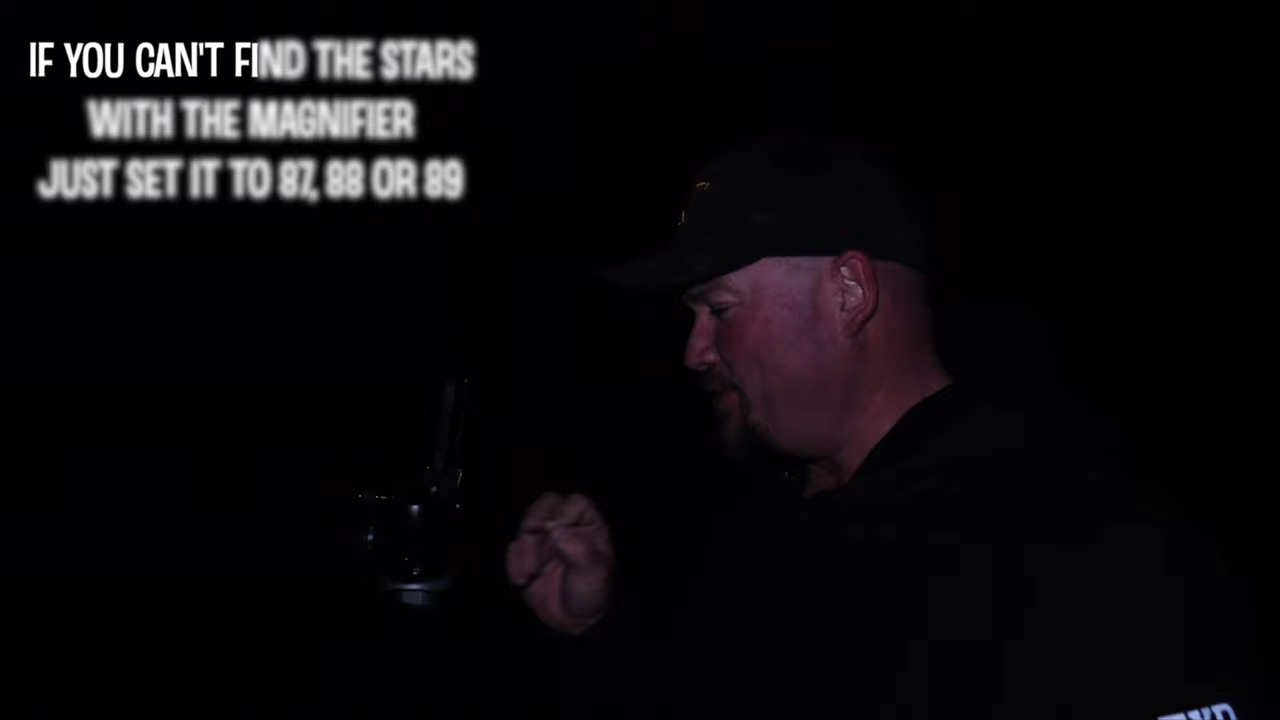 IF YOU CAN'T FIND THE STARS
WITH THE MAGNIFIER
JUST SET IT TO 87, 88 OR 89